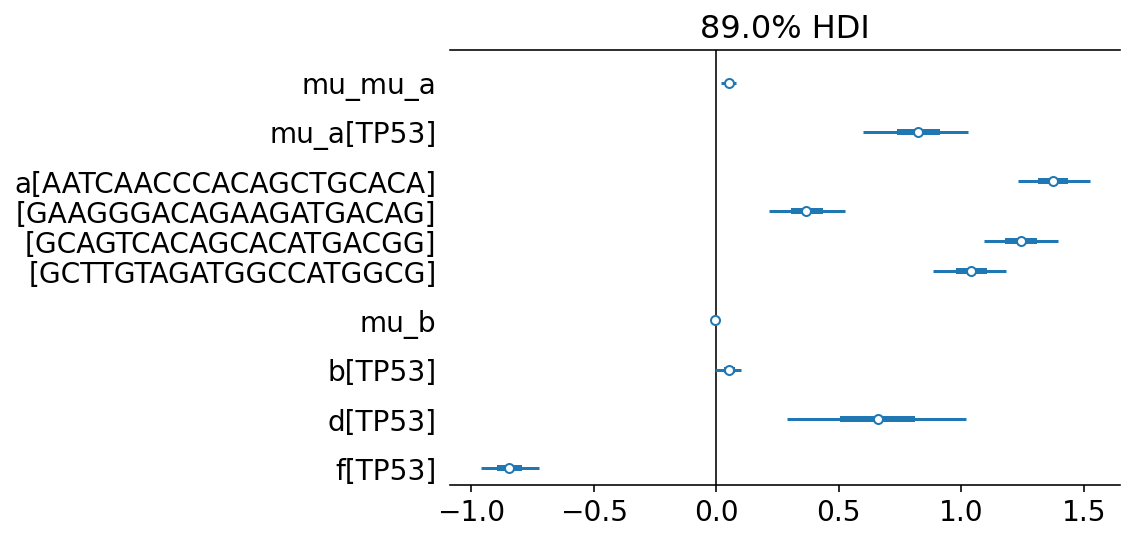 89.0% HDI
mu_mu_a
mu_a[TP53]
a[AATCAACCCACAGCTGCACA]
[GAAGGGACAGAAGATGACAG]
[GCAGTCACAGCACATGACGG]
[GCTTGTAGATGGCCATGGCG]
mu_b
b[TP53]
d[TP53]
f[TP53]
−1.0 −0.5 0.0 0.5 1.0 1.5